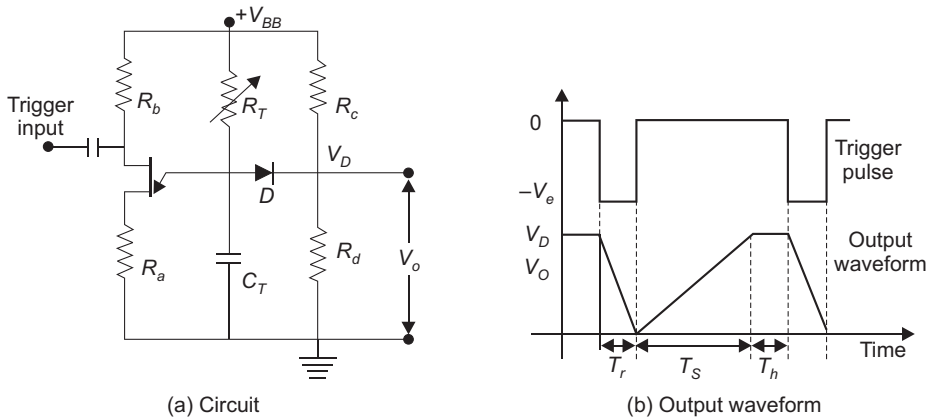 +V_BB
R_b
R_T
R_c
Trigger
input
V_D
D
R_a
C_T
R_d
V_o
(a) Circuit
0
Trigger
pulse
–V_e
V_D
V_O
Output
waveform
T_r
T_S
T_h
Time
(b) Output waveform